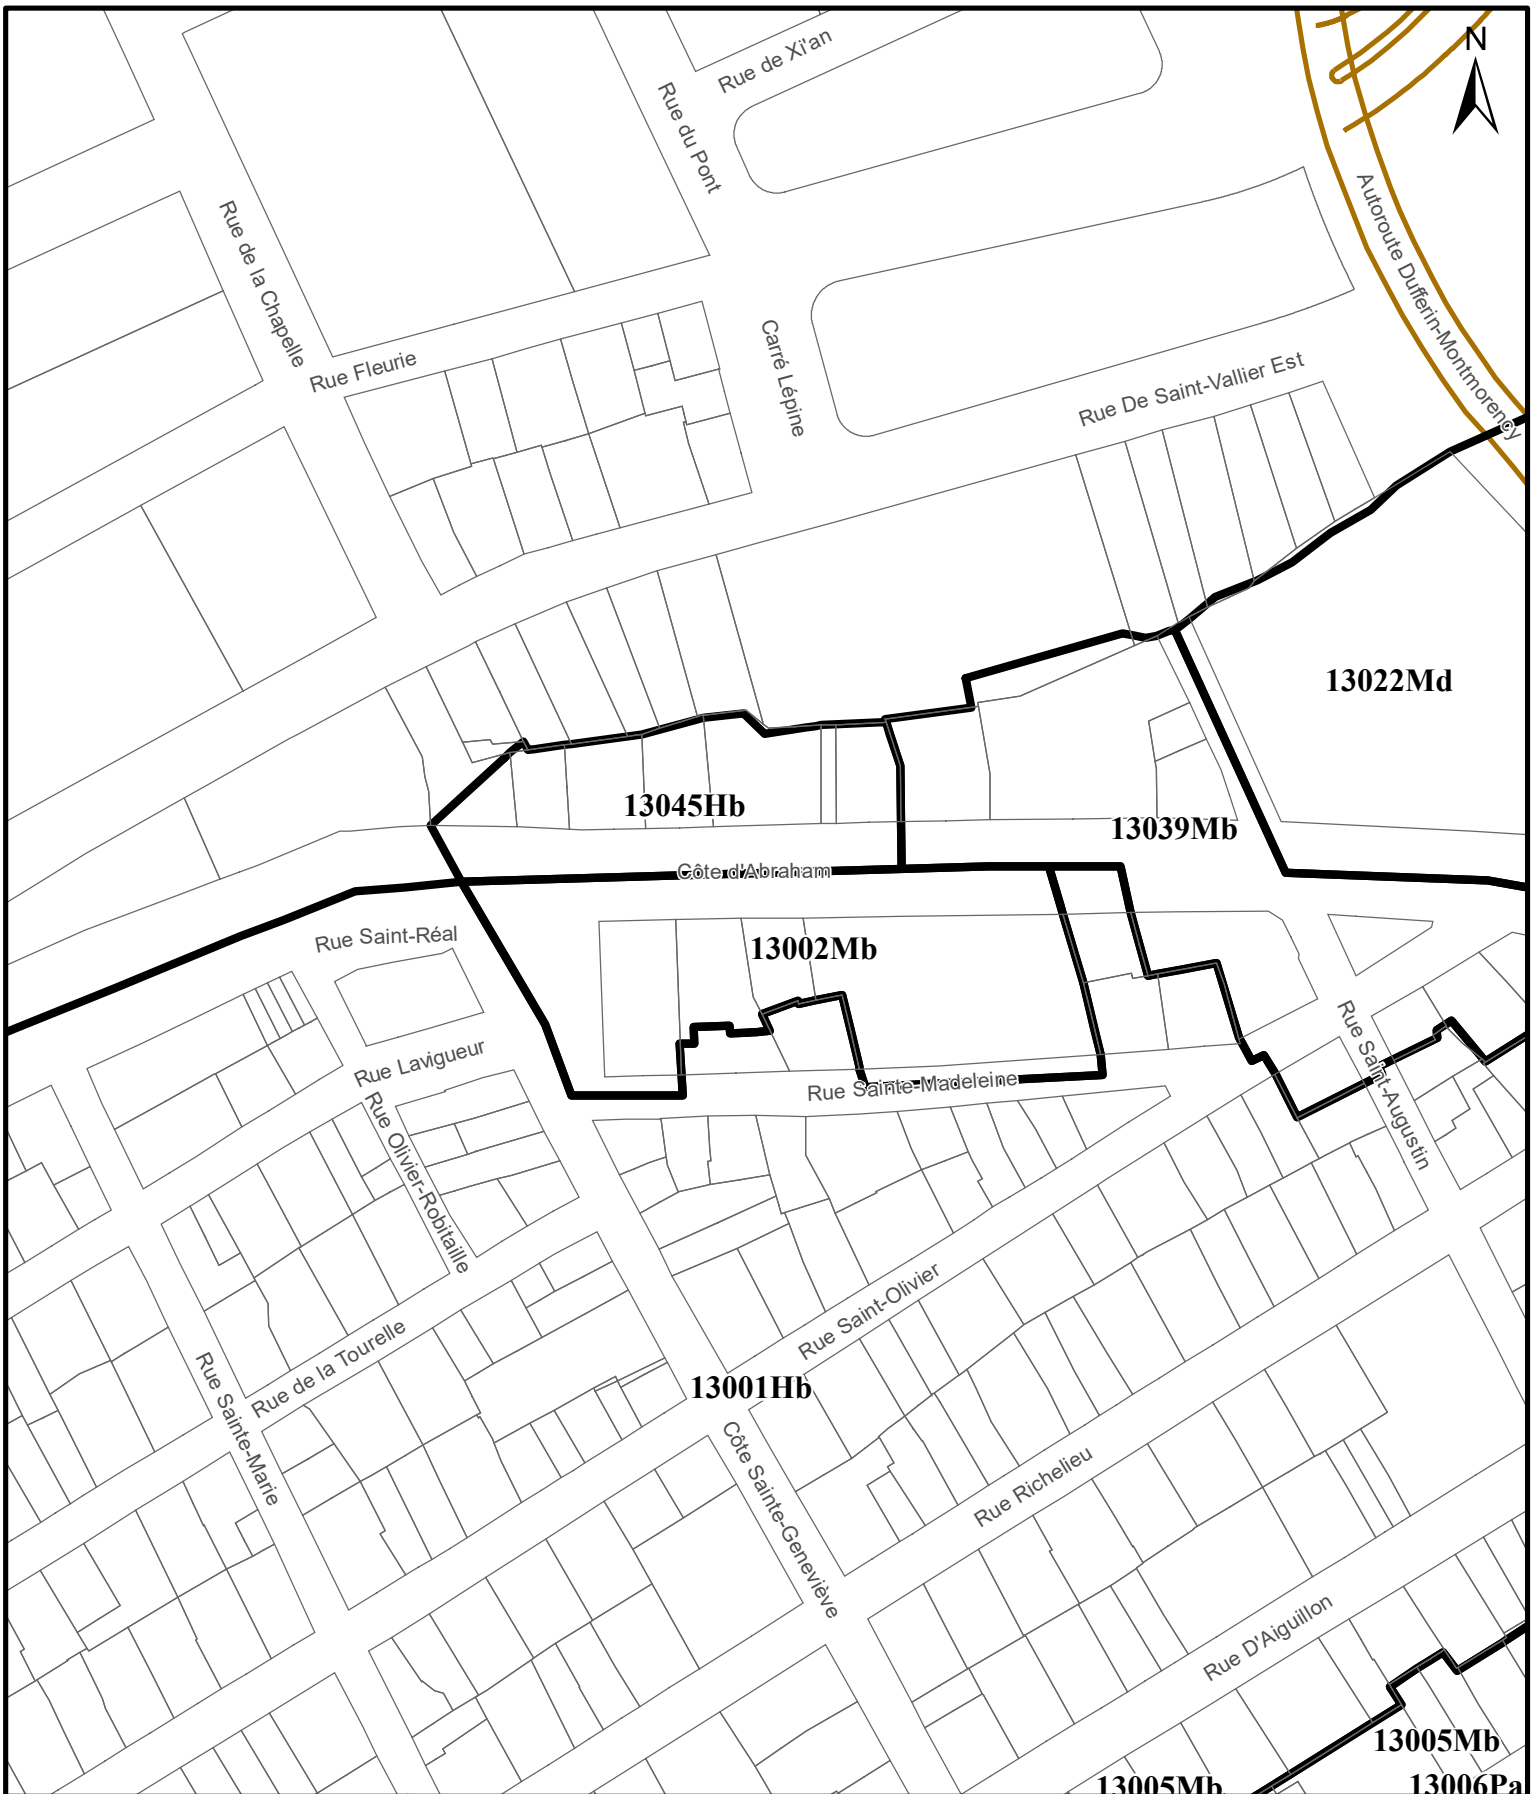 N
Rue de Xi'an
Rue du Pont
Autoroute Dufferin-Montmorency
Rue de la Chapelle
Carré Lépine
Rue Fleurie
Rue De Saint-Vallier Est
13022Md
13045Hb
13039Mb
Côte d'Abraham
Rue Saint-Réal
13002Mb
Rue Saint-Augustin
Rue Lavigueur
Rue Sainte-Madeleine
Rue Olivier-Robitaille
Rue Saint-Olivier
Rue de la Tourelle
Rue Sainte-Marie
13001Hb
Côte Sainte-Geneviève
Rue Richelieu
Rue D'Aiguillon
13005Mb
13005Mb
13006Pa